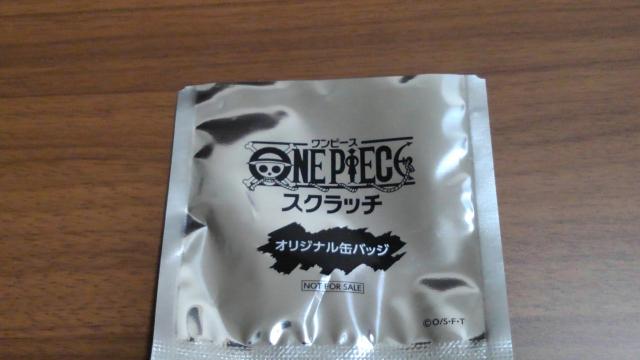 ワンピース
ONE PIECE
スクラッチ
オリジナル缶バッジ
NOT FOR SALE
©O/S・F・T